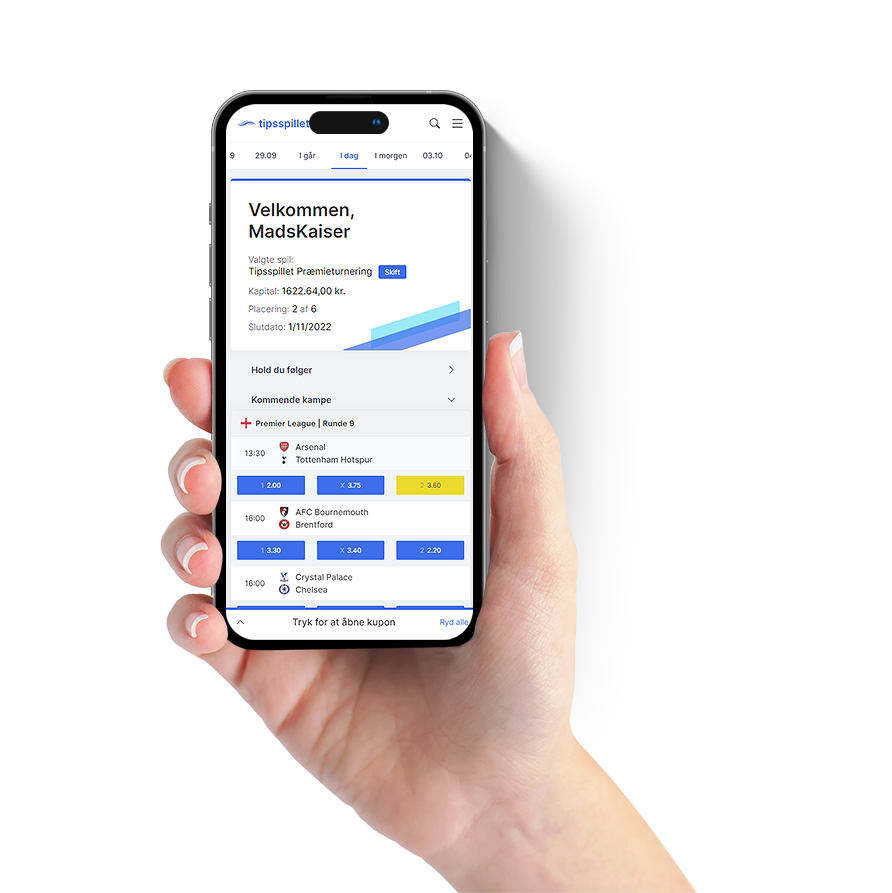 tipsspillet
9 29.09 I går I dag I morgen 03.10 04
Velkommen,
MadsKaiser
Valgte spil:
Tipsspillet Præmieturnering Skift
Kapital: 1622.64,00 kr.
Placering: 2 af 6
Slutdato: 1/11/2022
Hold du følger
Kommende kampe
Premier League | Runde 9
13:30
Arsenal
Tottenham Hotspur
1 2.00 X 3.75 2 3.60
16:00
AFC Bournemouth
Brentford
1 3.30 X 3.40 2 2.20
16:00
Crystal Palace
Chelsea
Tryk for at åbne kupon Ryd alle